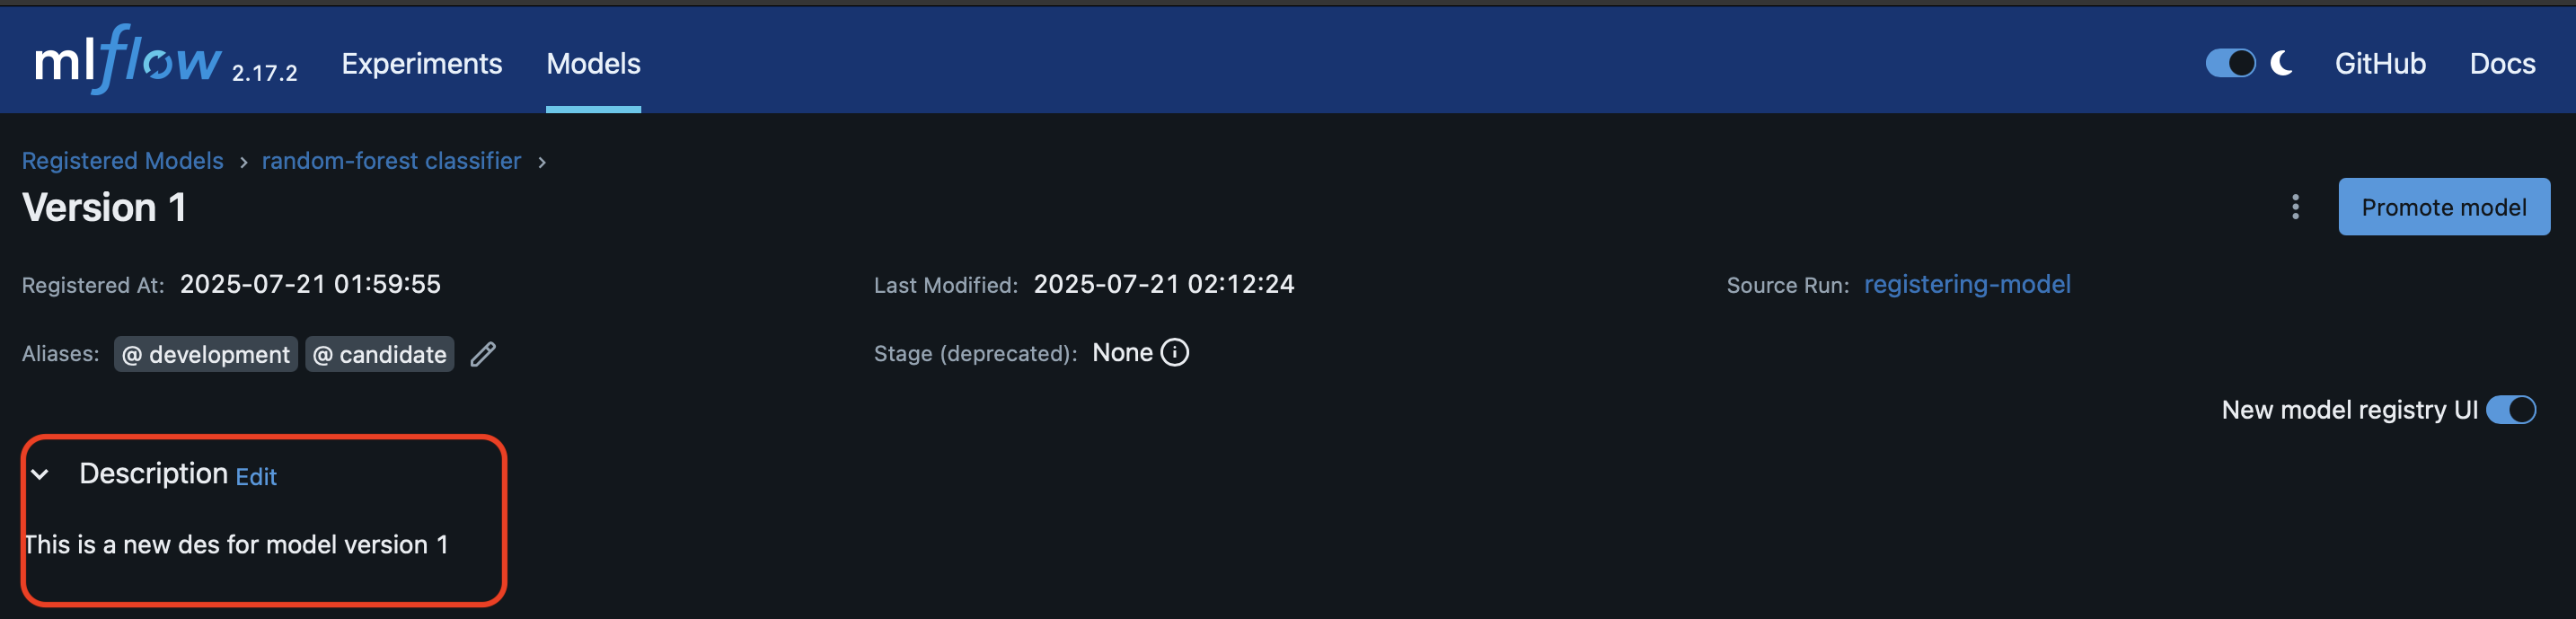 mlflow 2.17.2 Experiments Models GitHub Docs
Registered Models > random-forest classifier >
Version 1
Promote model
Registered At: 2025-07-21 01:59:55 Last Modified: 2025-07-21 02:12:24 Source Run: registering-model
Aliases: @ development @ candidate Stage (deprecated): None
New model registry UI
Description Edit
This is a new des for model version 1